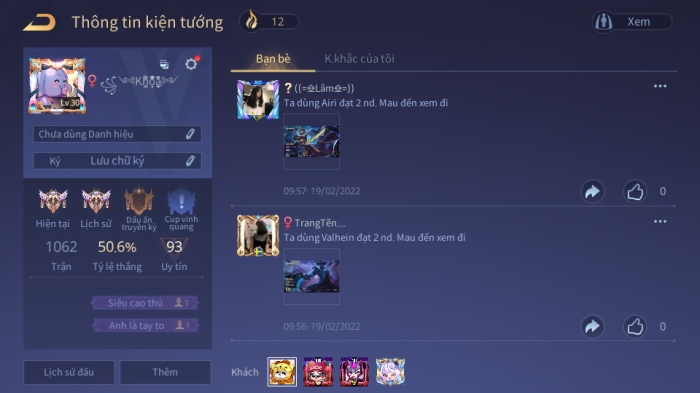 Thông tin kiện tướng
12
Xem
Lv.30
Chưa dùng Danh hiệu
Ký Lưu chữ ký
Hiện tại Lịch sử Dấu ấn truyền kỳ Cup vinh quang
1062 50.6% 93
Trận Tỷ lệ thắng Uy tín
Siêu cao thủ 1
Anh là tay to 1
Lịch sử đấu Thêm
Bạn bè K.khắc của tôi
? ((=Lâm=))
Ta dùng Airi đạt 2 nd. Mau đến xem đi
09:57: 19/02/2022
0
TrangTễn....
Ta dùng Valhein đạt 2 nd. Mau đến xem đi
09:56: 19/02/2022
0
Khách